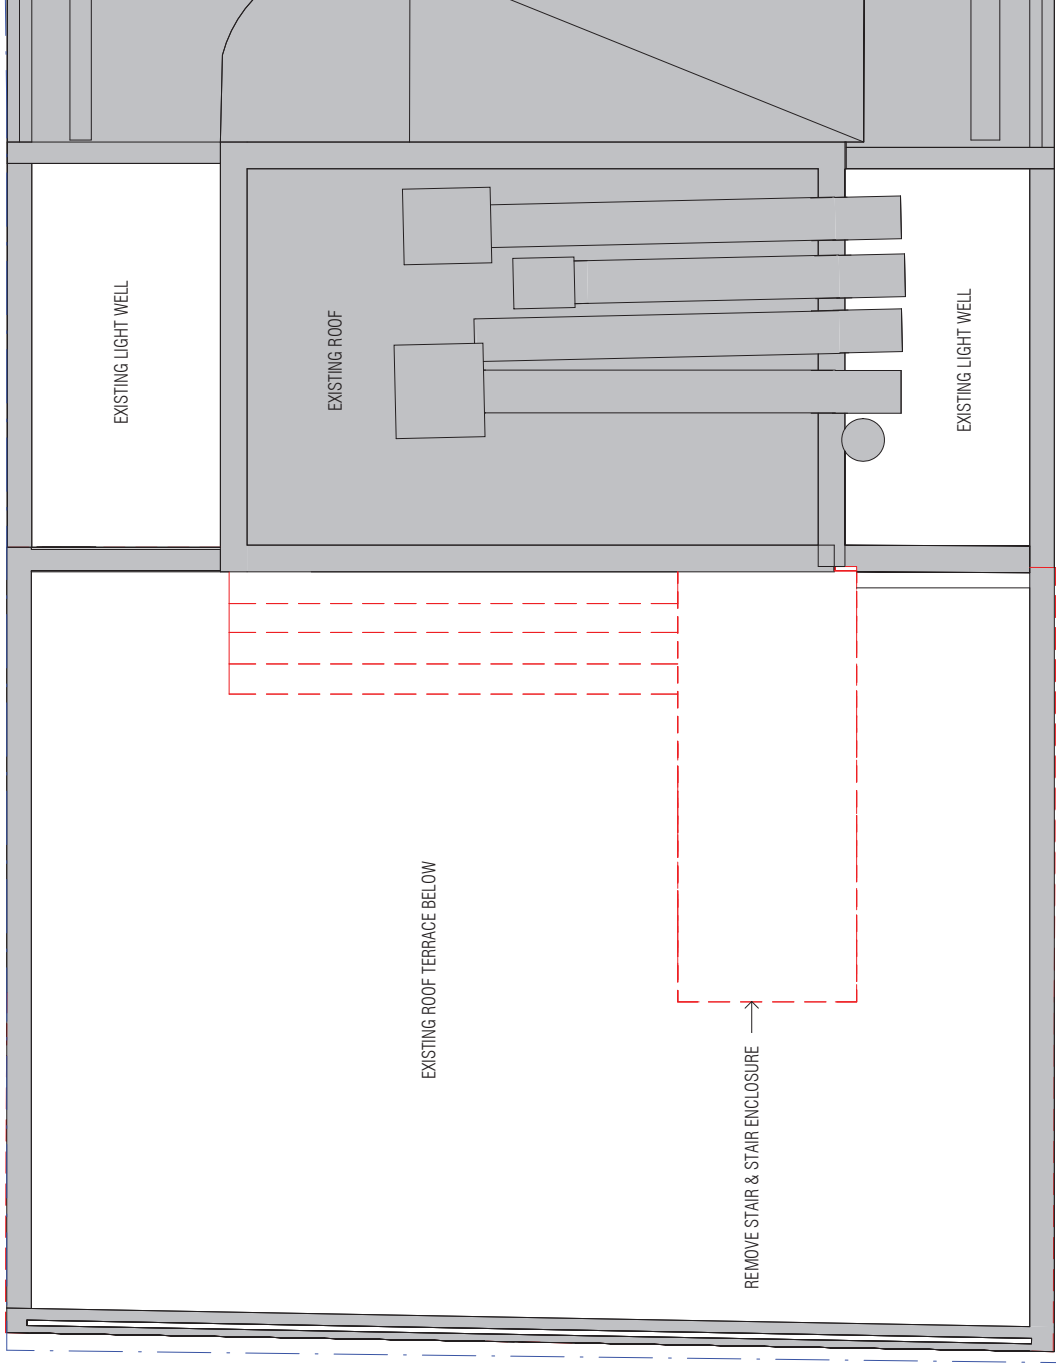 EXISTING LIGHT WELL
EXISTING ROOF
EXISTING LIGHT WELL
EXISTING ROOF TERRACE BELOW
REMOVE STAIR & STAIR ENCLOSURE